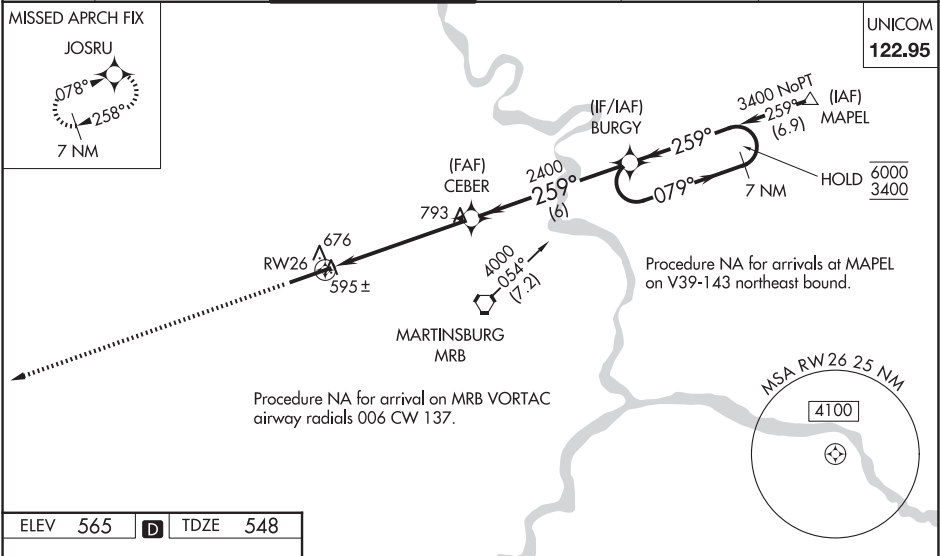 MISSED APRCH FIX
JOSRU
078°
258°
7 NM
UNICOM
122.95
3400 NoPT
259°
(6.9)
(IAF)
MAPEL
(IF/IAF)
BURGY
259°
079°
7 NM
HOLD
6000
3400
2400
259°
(6)
(FAF)
CEBER
793
676
RW26
595 ±
4000
054°
(7.2)
MARTINSBURG
MRB
Procedure NA for arrivals at MAPEL
on V39-143 northeast bound.
Procedure NA for arrival on MRB VORTAC
airway radials 006 CW 137.
MSA RW26 25 NM
4100
ELEV 565 D TDZE 548